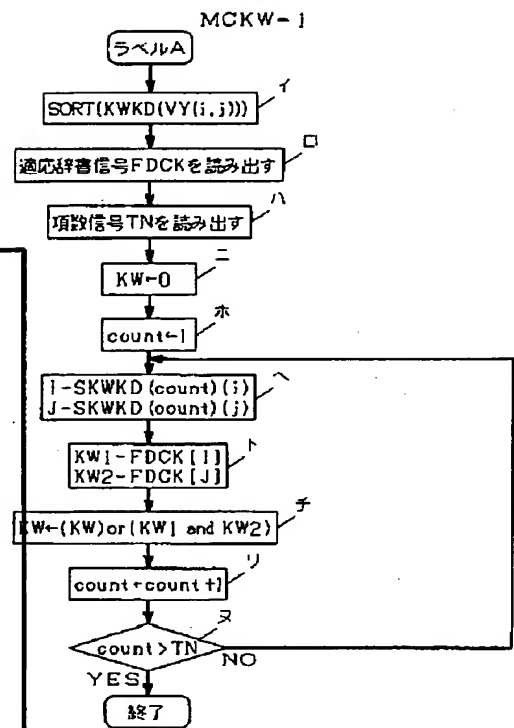 MCKW-1
ラベルA
イ
SORT(KWKD(VY(i,j)))
ロ
適応辞書信号FDCKを読み出す
ハ
項数信号TNを読み出す
ニ
KW←0
ホ
count←1
ヘ
I←SKWKD(count)(i)
J←SKWKD(count)(j)
ト
KW1←FDCK[I]
KW2←FDCK[J]
チ
KW←(KW)or(KW1 and KW2)
リ
count←count+1
ヌ
count>TN
NO
YES
終了